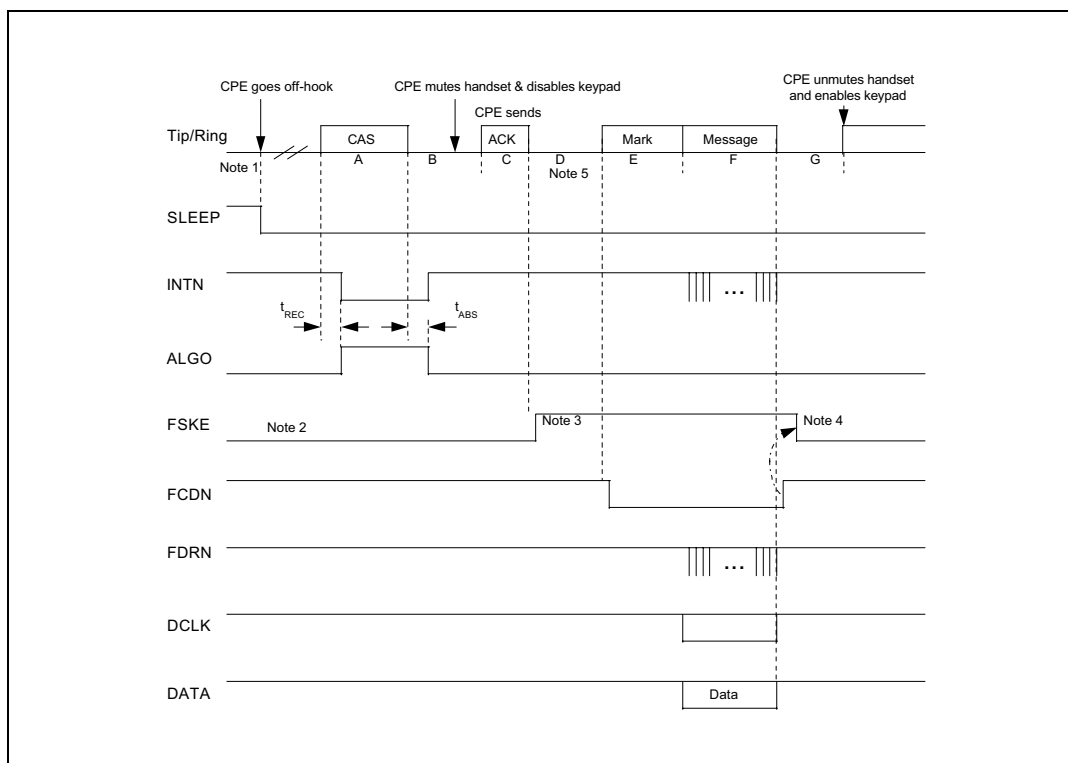 CPE goes off-hook
CPE mutes handset & disables keypad
CPE unmutes handset
and enables keypad
CPE sends
Tip/Ring
CAS
ACK
Mark
Message
A
B
C
D
E
F
G
Note 1
Note 5
SLEEP
INTN
...
tREC
tABS
ALGO
FSKE
Note 2
Note 3
Note 4
FCDN
FDRN
...
DCLK
DATA
Data